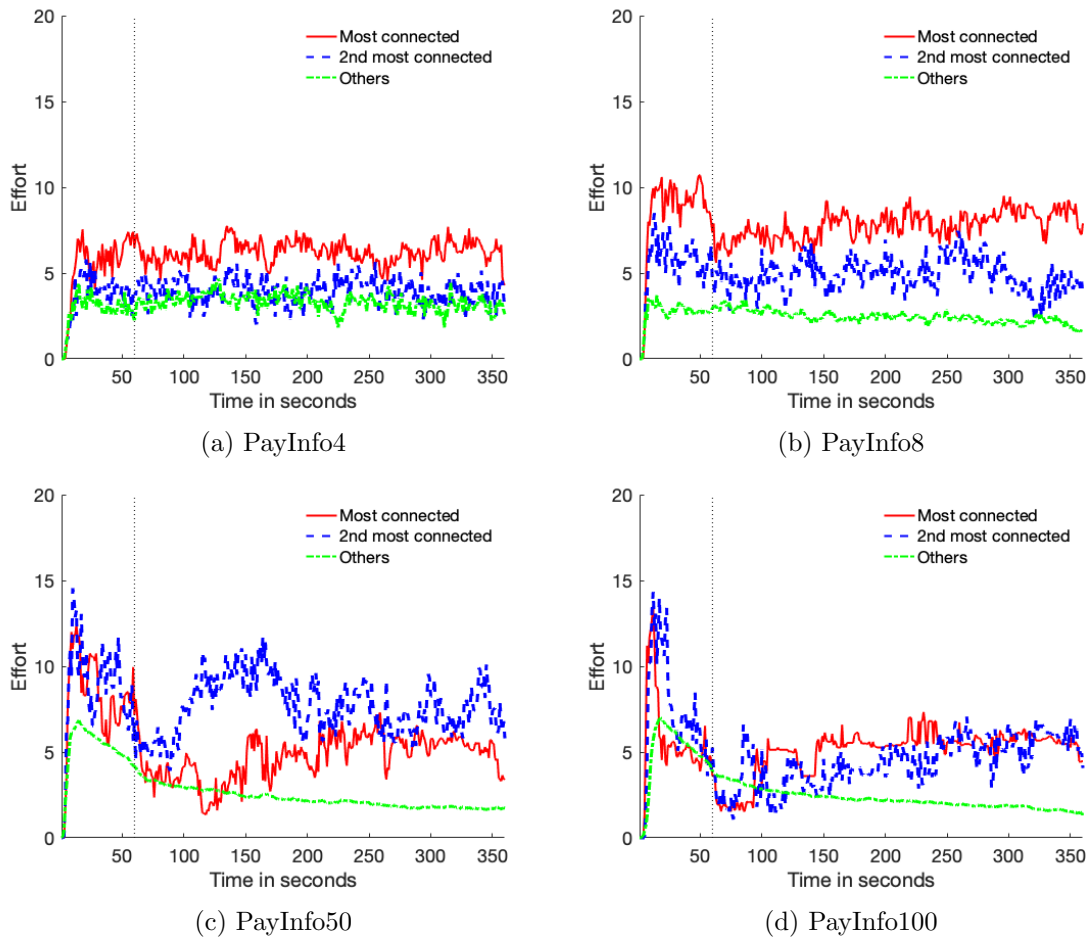 20
15
10
5
0
Effort
50 100 150 200 250 300 350
Time in seconds
Most connected
2nd most connected
Others
(a) PayInfo4
20
15
10
5
0
Effort
50 100 150 200 250 300 350
Time in seconds
Most connected
2nd most connected
Others
(b) PayInfo8
20
15
10
5
0
Effort
50 100 150 200 250 300 350
Time in seconds
Most connected
2nd most connected
Others
(c) PayInfo50
20
15
10
5
0
Effort
50 100 150 200 250 300 350
Time in seconds
Most connected
2nd most connected
Others
(d) PayInfo100